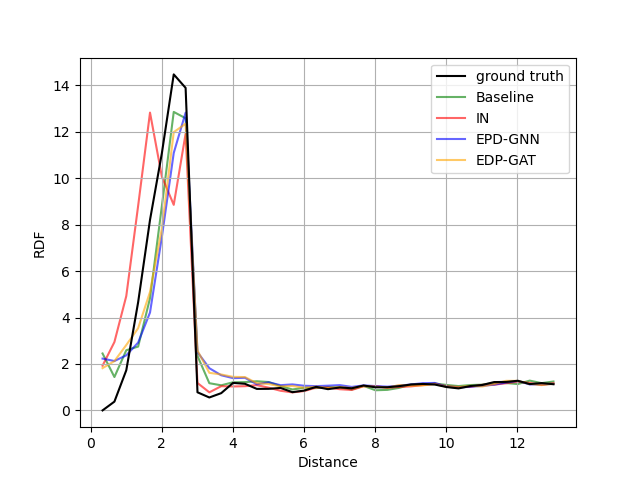 14
12
10
8
6
4
2
0
RDF
ground truth
Baseline
IN
EPD-GNN
EDP-GAT
0 2 4 6 8 10 12
Distance